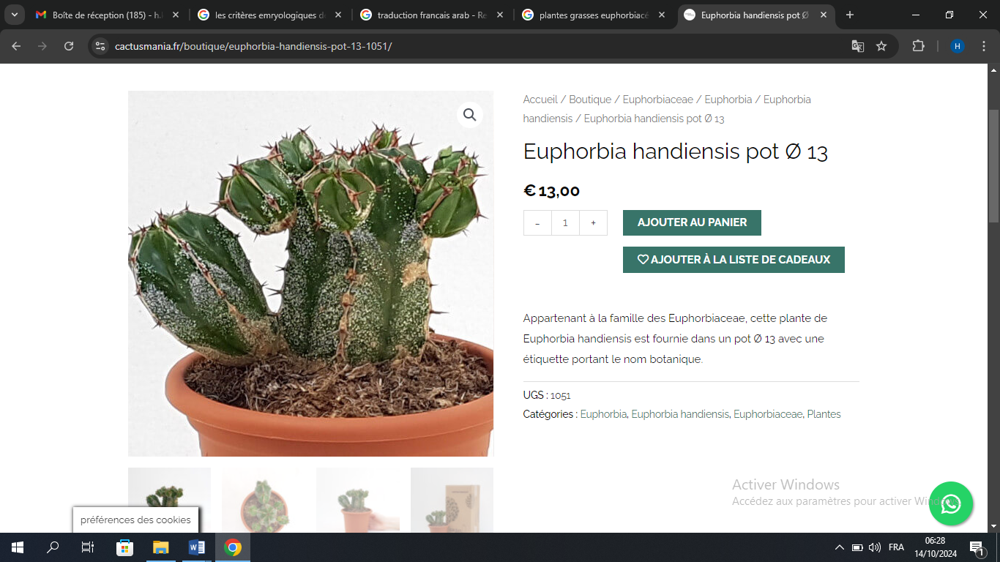 Boîte de réception (185) - h.l
les critères emryologiques d
traduction francais arab - Re
plantes grasses euphorbiacé
Euphorbia handiensis pot Ø
cactusmania.fr/boutique/euphorbia-handiensis-pot-13-1051/
H
Accueil / Boutique / Euphorbiaceae / Euphorbia / Euphorbia
handiensis / Euphorbia handiensis pot Ø 13
Euphorbia handiensis pot Ø 13
€ 13,00
- 1 +
AJOUTER AU PANIER
AJOUTER À LA LISTE DE CADEAUX
Appartenant à la famille des Euphorbiaceae, cette plante de
Euphorbia handiensis est fournie dans un pot Ø 13 avec une
étiquette portant le nom botanique.
UGS : 1051
Catégories : Euphorbia, Euphorbia handiensis, Euphorbiaceae, Plantes
Activer Windows
Accédez aux paramètres pour activer Windows.
préférences des cookies
FRA
06:28
14/10/2024
1